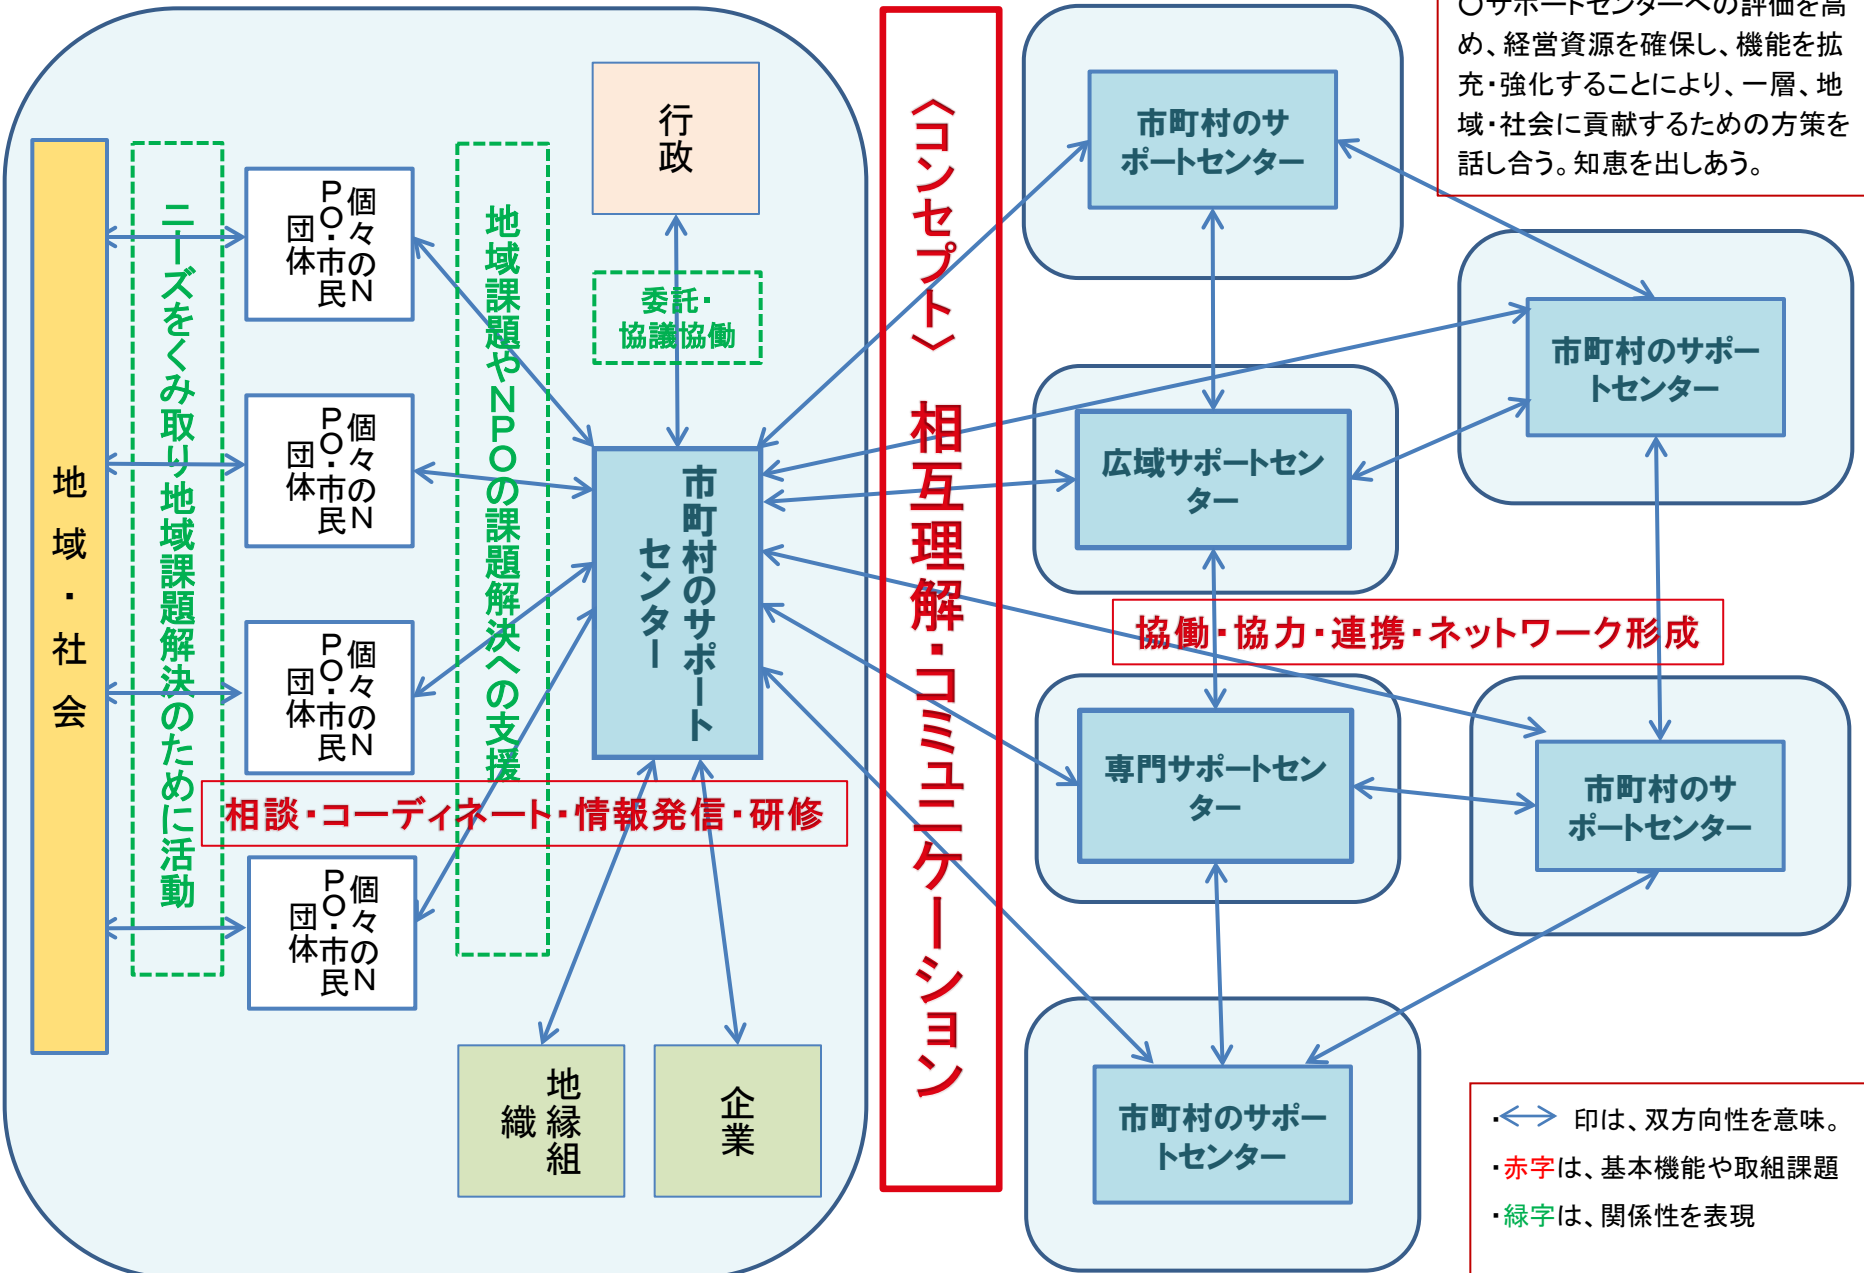 地域・社会
ニーズをくみ取り地域課題解決のために活動
個々のN
PO・市民
団体
個々のN
PO・市民
団体
個々のN
PO・市民
団体
個々のN
PO・市民
団体
地域課題やNPOの課題解決への支援
行政
委託・
協議協働
市町村のサポート
センター
相談・コーディネート・情報発信・研修
地縁組
織
企業
〈コンセプト〉 相互理解・コミュニケーション
市町村のサ
ポートセンター
広域サポートセン
ター
協働・協力・連携・ネットワーク形成
専門サポートセン
ター
市町村のサポー
トセンター
市町村のサポー
トセンター
市町村のサ
ポートセンター
〇サポートセンターへの評価を高
め、経営資源を確保し、機能を拡
充・強化することにより、一層、地
域・社会に貢献するための方策を
話し合う。知恵を出しあう。
・⟷ 印は、双方向性を意味。
・赤字は、基本機能や取組課題
・緑字は、関係性を表現